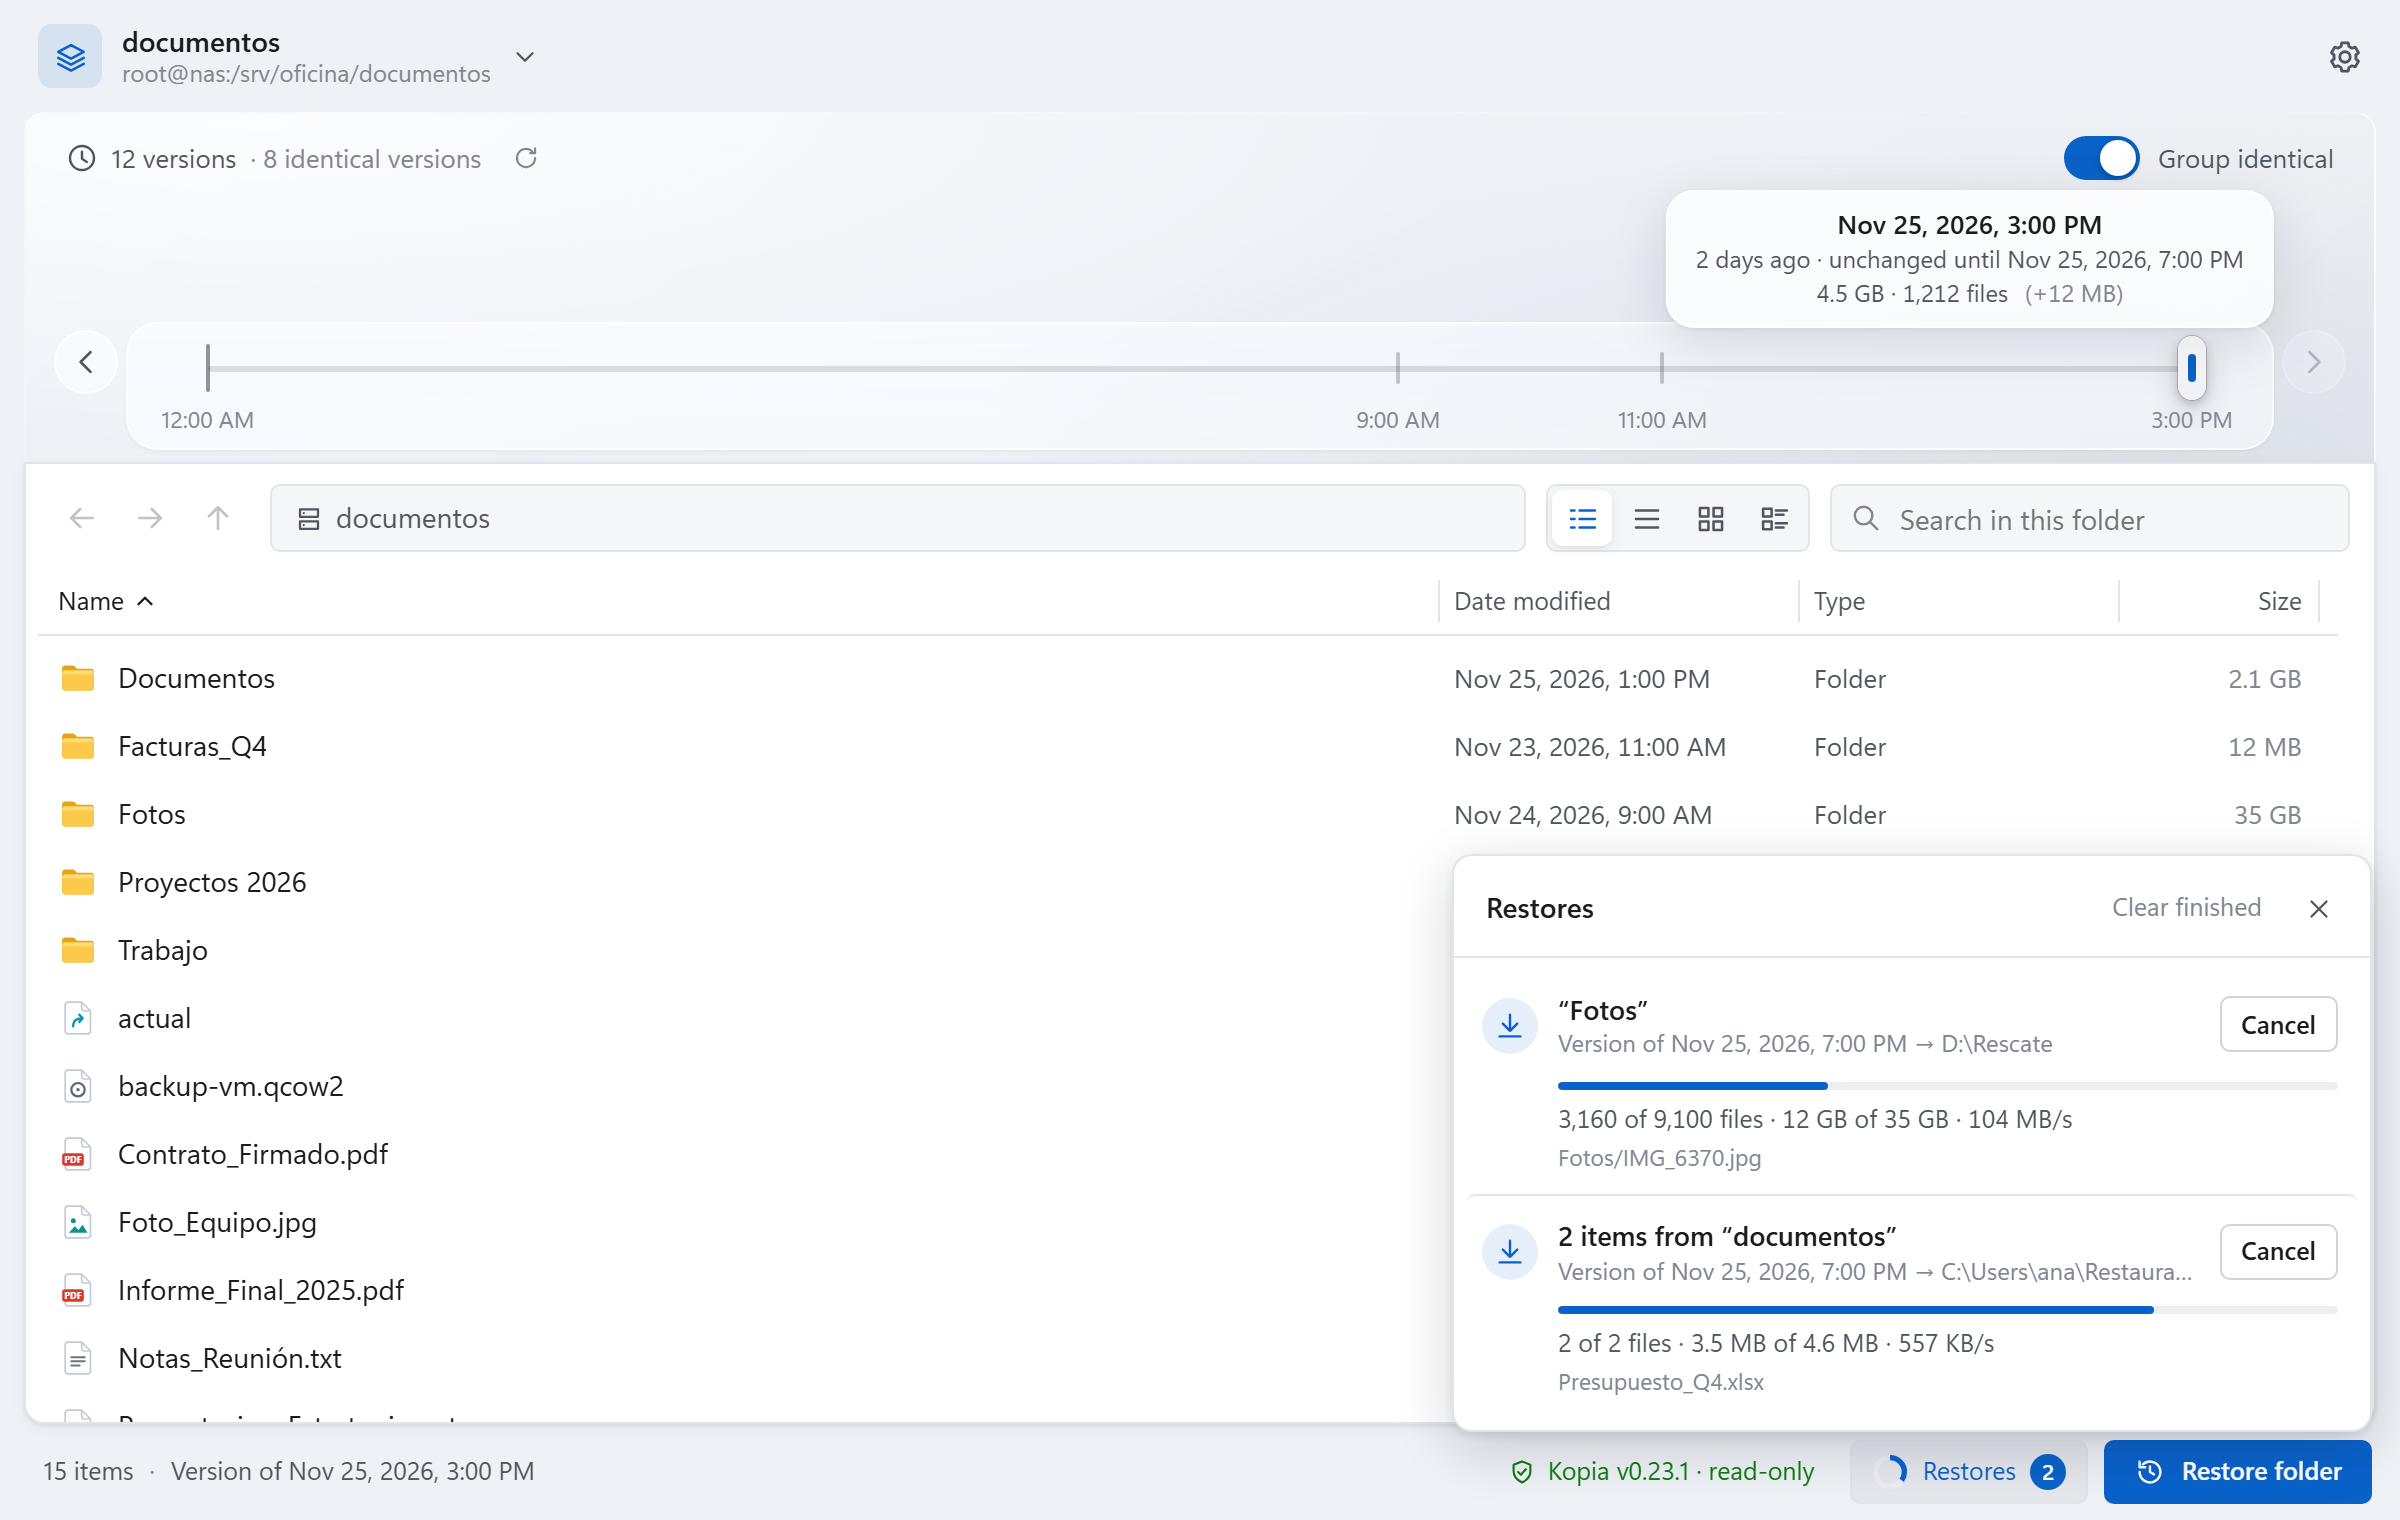 documentos
root@nas:/srv/oficina/documentos
12 versions · 8 identical versions
Group identical
Nov 25, 2026, 3:00 PM
2 days ago · unchanged until Nov 25, 2026, 7:00 PM
4.5 GB · 1,212 files (+12 MB)
12:00 AM 9:00 AM 11:00 AM 3:00 PM
documentos
Search in this folder
Name Date modified Type Size
Documentos Nov 25, 2026, 1:00 PM Folder 2.1 GB
Facturas_Q4 Nov 23, 2026, 11:00 AM Folder 12 MB
Fotos Nov 24, 2026, 9:00 AM Folder 35 GB
Proyectos 2026
Trabajo
actual
backup-vm.qcow2
PDF Contrato_Firmado.pdf
Foto_Equipo.jpg
PDF Informe_Final_2025.pdf
Notas_Reunión.txt
Restores Clear finished
“Fotos”
Version of Nov 25, 2026, 7:00 PM → D:\Rescate
Cancel
3,160 of 9,100 files · 12 GB of 35 GB · 104 MB/s
Fotos/IMG_6370.jpg
2 items from “documentos”
Version of Nov 25, 2026, 7:00 PM → C:\Users\ana\Restaura...
Cancel
2 of 2 files · 3.5 MB of 4.6 MB · 557 KB/s
Presupuesto_Q4.xlsx
15 items · Version of Nov 25, 2026, 3:00 PM
Kopia v0.23.1 · read-only
Restores 2
Restore folder